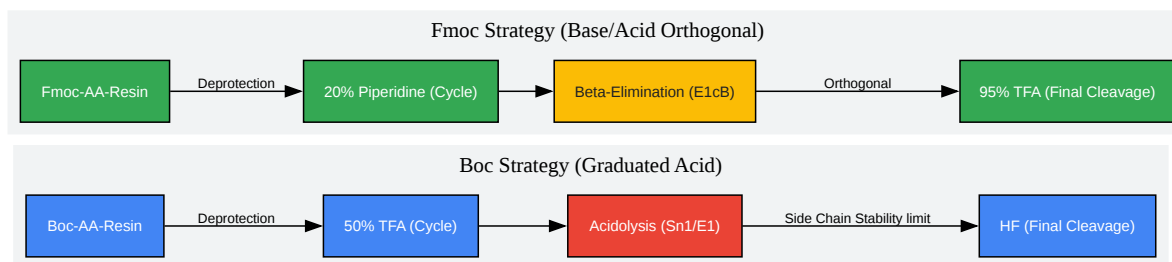 Fmoc Strategy (Base/Acid Orthogonal)
Fmoc-AA-Resin
Deprotection
20% Piperidine (Cycle)
Beta-Elimination (E1cB)
Orthogonal
95% TFA (Final Cleavage)
Boc Strategy (Graduated Acid)
Boc-AA-Resin
Deprotection
50% TFA (Cycle)
Acidolysis (Sn1/E1)
Side Chain Stability limit
HF (Final Cleavage)